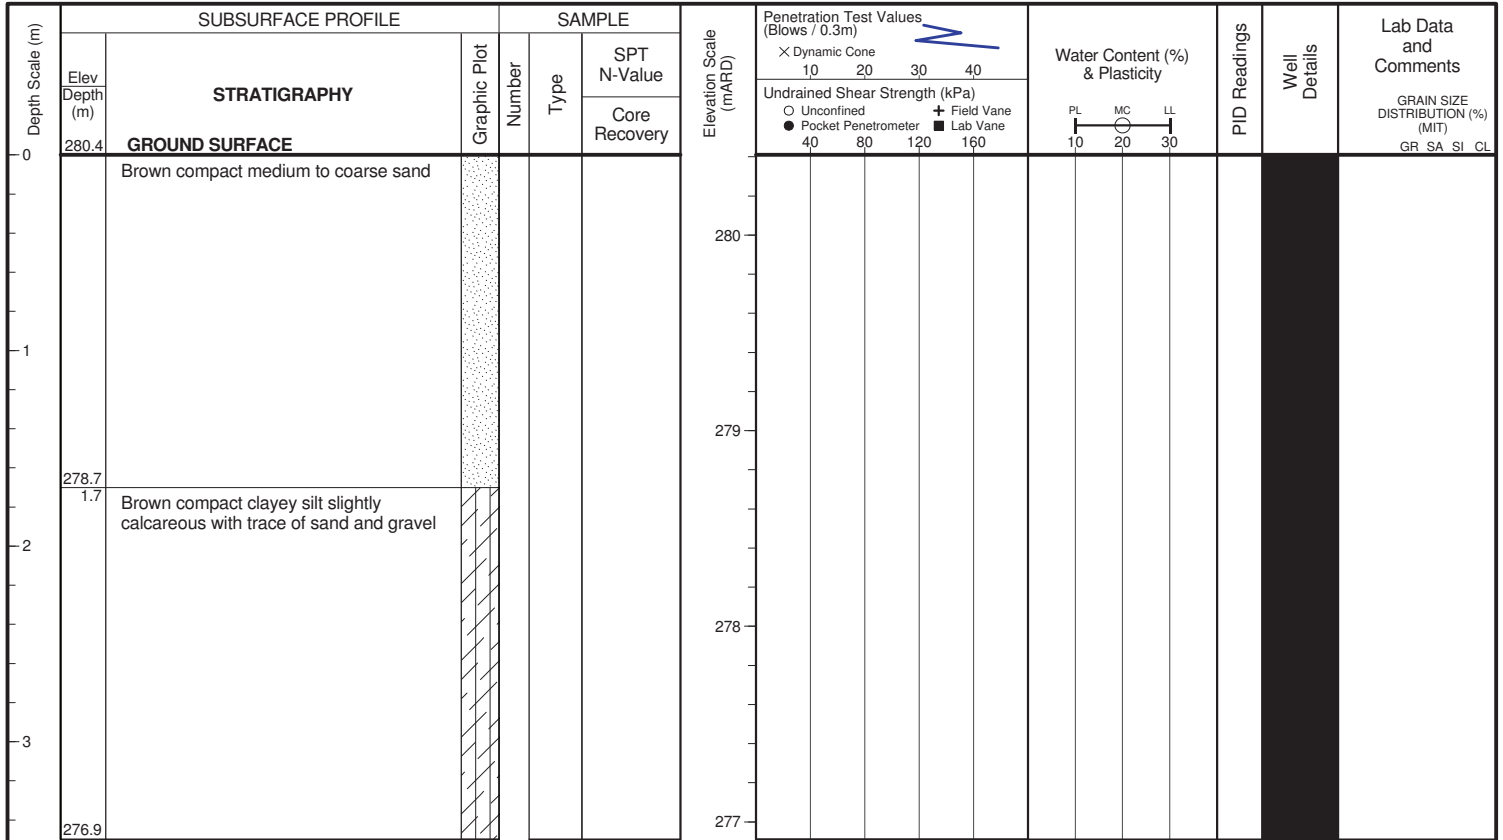 Depth Scale (m)
SUBSURFACE PROFILE
Elev
Depth
(m)
STRATIGRAPHY
Graphic Plot
280.4
GROUND SURFACE
SAMPLE
Number
Type
SPT
N-Value
Core
Recovery
Elevation Scale
(mARD)
Penetration Test Values
(Blows / 0.3m)
Dynamic Cone
10 20 30 40
Undrained Shear Strength (kPa)
Unconfined
Field Vane
Pocket Penetrometer
Lab Vane
40 80 120 160
Water Content (%)
& Plasticity
PL MC LL
10 20 30
PID Readings
Well
Details
Lab Data
and
Comments
GRAIN SIZE
DISTRIBUTION (%)
(MIT)
GR SA SI CL
0
Brown compact medium to coarse sand
280
1
279
278.7
1.7
Brown compact clayey silt slightly
calcareous with trace of sand and gravel
2
278
3
277
276.9